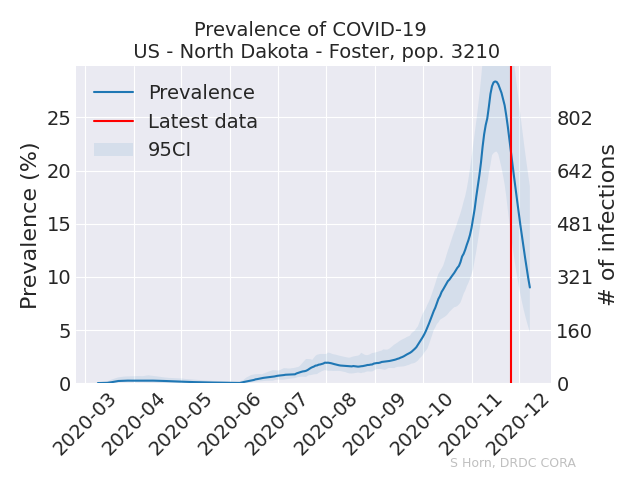 Prevalence of COVID-19
US - North Dakota - Foster, pop. 3210
Prevalence
Latest data
95CI
Prevalence (%)
25
20
15
10
5
0
# of infections
802
642
481
321
160
0
2020-03
2020-04
2020-05
2020-06
2020-07
2020-08
2020-09
2020-10
2020-11
2020-12
S Horn, DRDC CORA